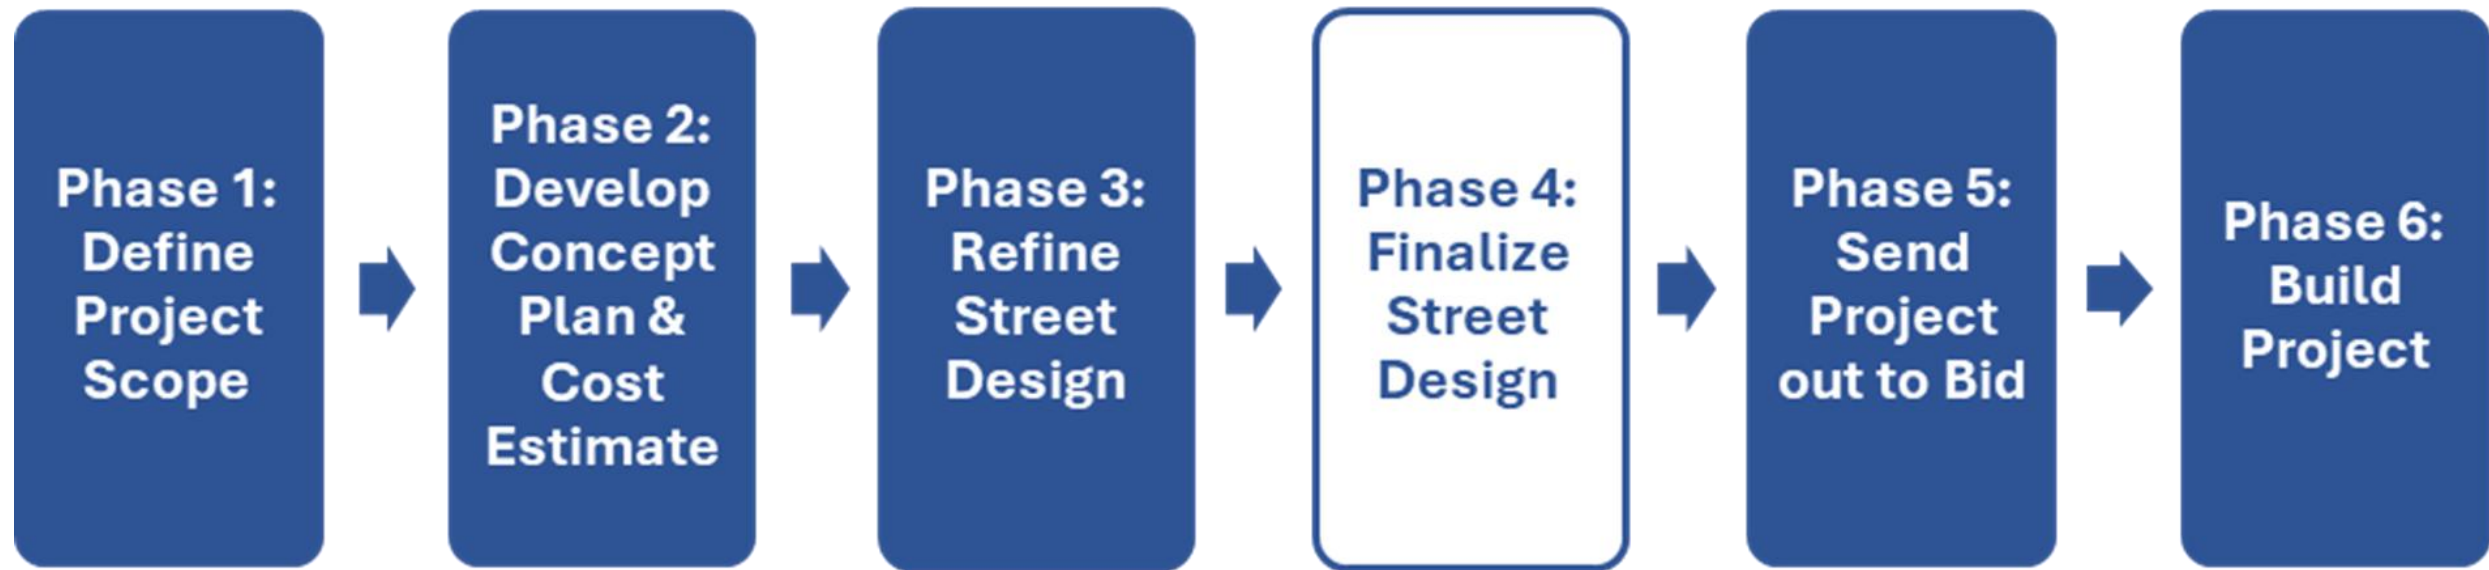 Phase 1:
Define
Project
Scope
Phase 2:
Develop
Concept
Plan &
Cost
Estimate
Phase 3:
Refine
Street
Design
Phase 4:
Finalize
Street
Design
Phase 5:
Send
Project
out to Bid
Phase 6:
Build
Project